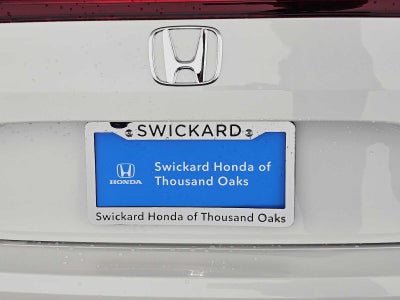 SWICKARD
Swickard Honda of
Thousand Oaks
HONDA
Swickard Honda of Thousand Oaks